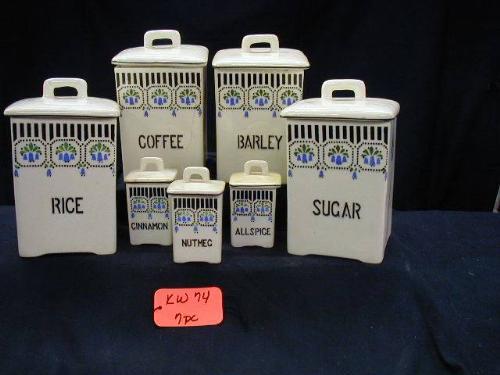 COFFEE
BARLEY
RICE
SUGAR
CINNAMON
NUTMEG
ALLSPICE
KW 74
7pc